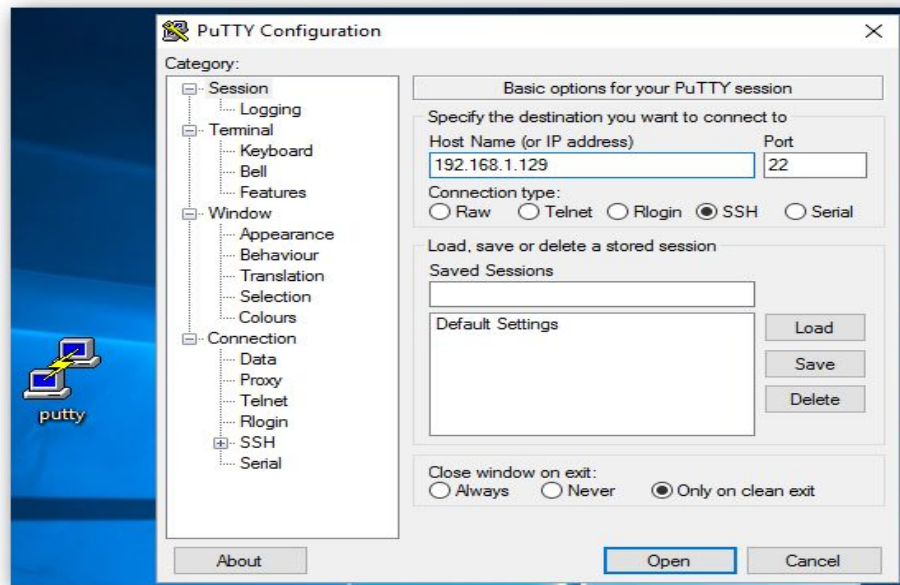 PuTTY Configuration
Category:
Session
Logging
Terminal
Keyboard
Bell
Features
Window
Appearance
Behaviour
Translation
Selection
Colours
Connection
Data
Proxy
Telnet
Rlogin
SSH
Serial
Basic options for your PuTTY session
Specify the destination you want to connect to
Host Name (or IP address) Port
192.168.1.129 22
Connection type:
Raw Telnet Rlogin SSH Serial
Load, save or delete a stored session
Saved Sessions
Default Settings
Load
Save
Delete
Close window on exit:
Always Never Only on clean exit
About Open Cancel
putty